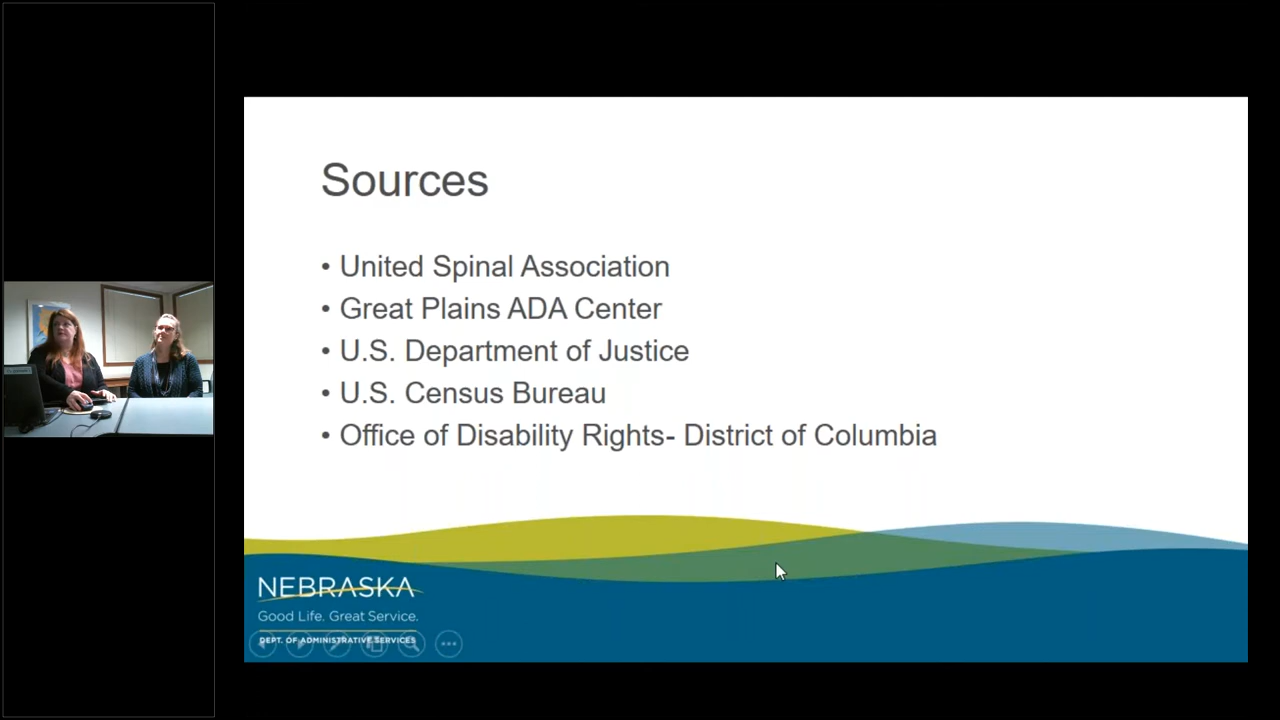 Sources
• United Spinal Association
• Great Plains ADA Center
• U.S. Department of Justice
• U.S. Census Bureau
• Office of Disability Rights- District of Columbia
NEBRASKA
Good Life. Great Service.
DEPT. OF ADMINISTRATIVE SERVICES